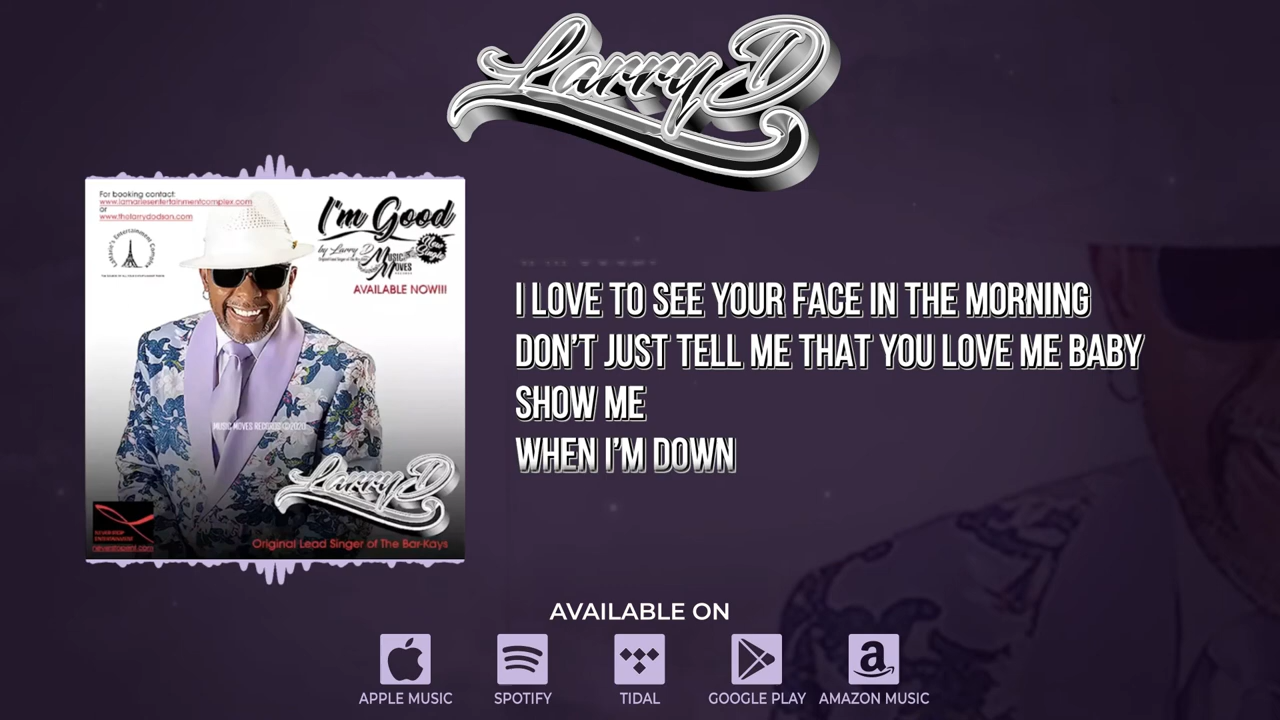 Larry D
For booking contact:
www.lamariesentertainmentcomplex.com
or
www.thelarrydodson.com
I'm Good
by Larry D
Music
Moves
AVAILABLE NOW!!!
I LOVE TO SEE YOUR FACE IN THE MORNING
DON'T JUST TELL ME THAT YOU LOVE ME BABY
SHOW ME
WHEN I'M DOWN
MUSIC MOVES RECORDS ©2020
Larry D
Original Lead Singer of The Bar-Kays
AVAILABLE ON
APPLE MUSIC
SPOTIFY
TIDAL
GOOGLE PLAY
AMAZON MUSIC